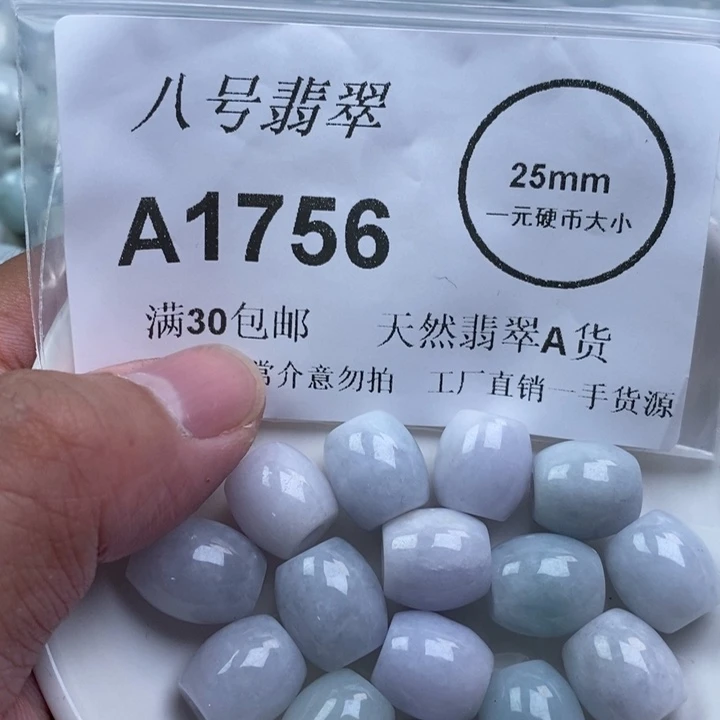 八号翡翠
A1756
25mm
一元硬币大小
满30包邮 天然翡翠A货
常介意勿拍 工厂直销一手货源